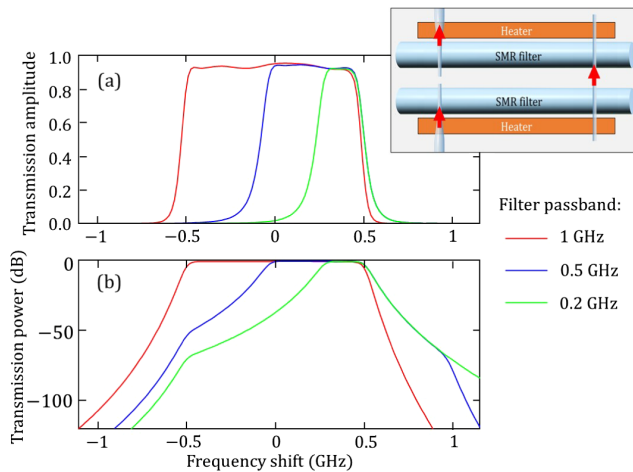 Heater
SMR filter
SMR filter
Heater
(a)
Transmission amplitude
1.0
0.8
0.6
0.4
0.2
0.0
−1
−0.5
0
0.5
1
Filter passband:
1 GHz
0.5 GHz
0.2 GHz
(b)
Transmission power (dB)
0
−50
−100
−1
−0.5
0
0.5
1
Frequency shift (GHz)